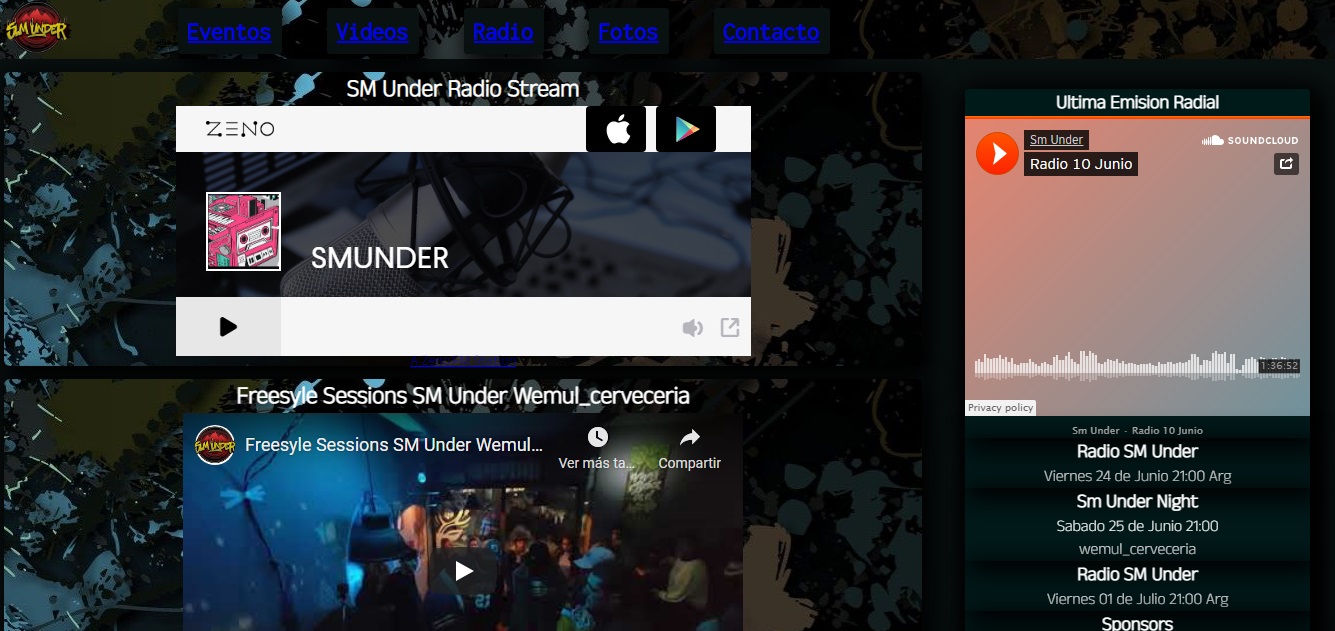 SM UNDER
Eventos
Videos
Radio
Fotos
Contacto
SM Under Radio Stream
ZENO
SMUNDER
Freesyle Sessions SM Under Wemul_cerveceria
SM UNDER
Freesyle Sessions SM Under Wemul...
Ver más ta...
Compartir
Ultima Emision Radial
Sm Under
Radio 10 Junio
SOUNDCLOUD
1:36:52
Privacy policy
Sm Under · Radio 10 Junio
Radio SM Under
Viernes 24 de Junio 21:00 Arg
Sm Under Night
Sabado 25 de Junio 21:00
wemul_cerveceria
Radio SM Under
Viernes 01 de Julio 21:00 Arg
Sponsors